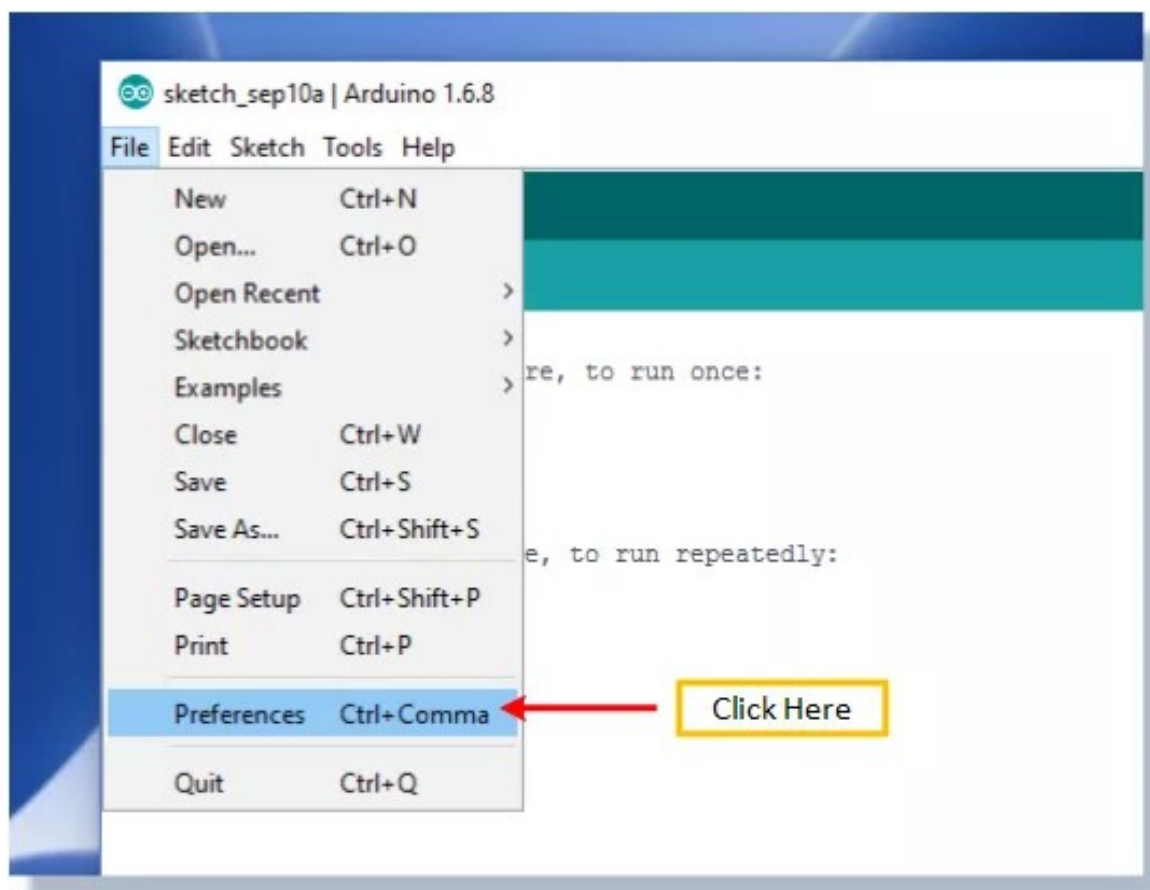 sketch_sep10a | Arduino 1.6.8
File Edit Sketch Tools Help
New Ctrl+N
Open... Ctrl+O
Open Recent >
Sketchbook >
Examples >
re, to run once:
Close Ctrl+W
Save Ctrl+S
Save As... Ctrl+Shift+S
e, to run repeatedly:
Page Setup Ctrl+Shift+P
Print Ctrl+P
Preferences Ctrl+Comma
Click Here
Quit Ctrl+Q